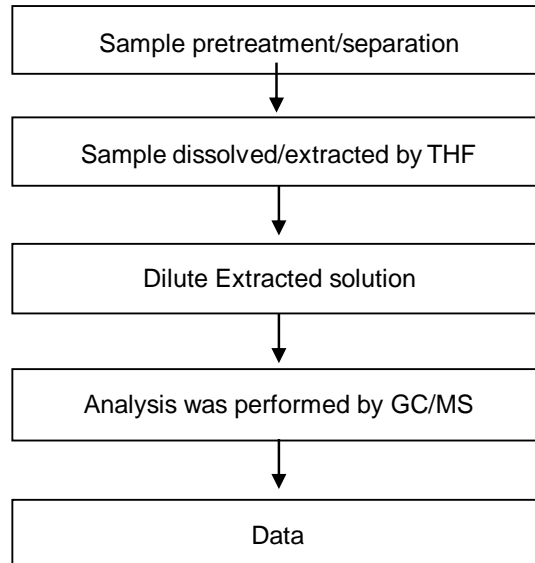 Sample pretreatment/separation
Sample dissolved/extracted by THF
Dilute Extracted solution
Analysis was performed by GC/MS
Data